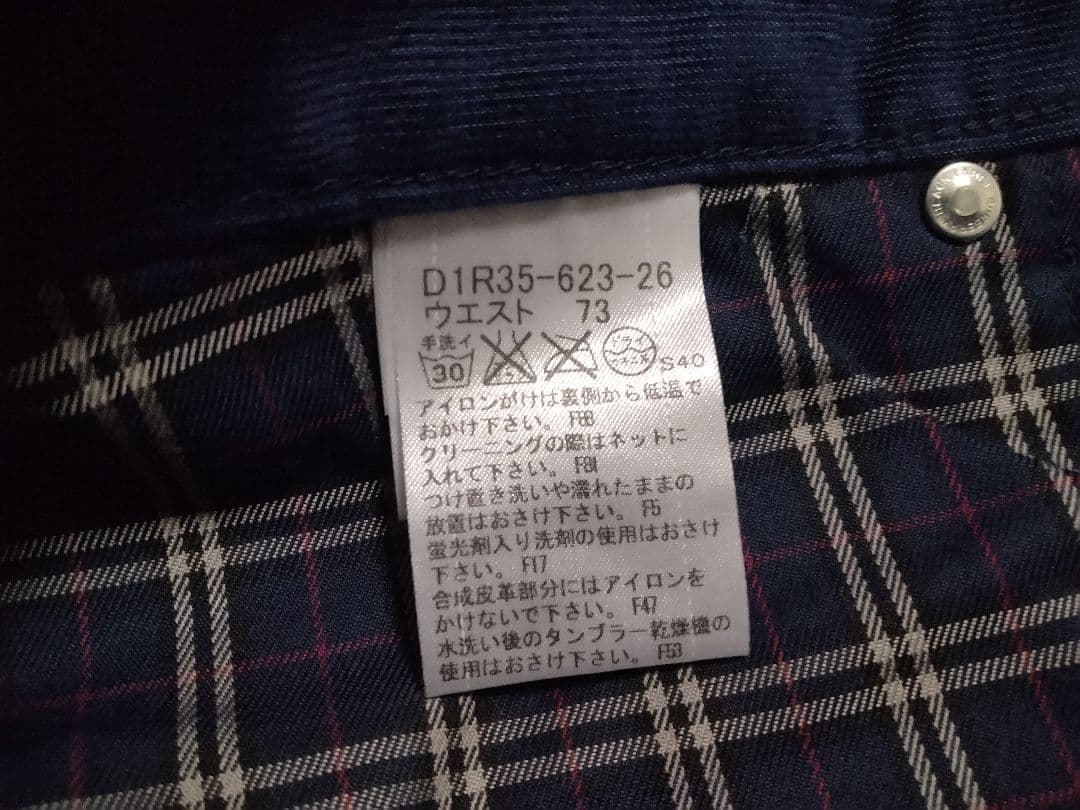 D1R35-623-26
ウエスト 73
手洗イ
30 ドライ S40
アイロンがけは裏側から低温で
おかけ下さい。 F68
クリーニングの際はネットに
入れて下さい。 F81
つけ置き洗いや濡れたままの
放置はおさけ下さい。 F5
蛍光剤入り洗剤の使用はおさけ
下さい。 F17
合成皮革部分にはアイロンを
かけないで下さい。 F47
水洗い後のタンブラー乾燥機の
使用はおさけ下さい。 F53